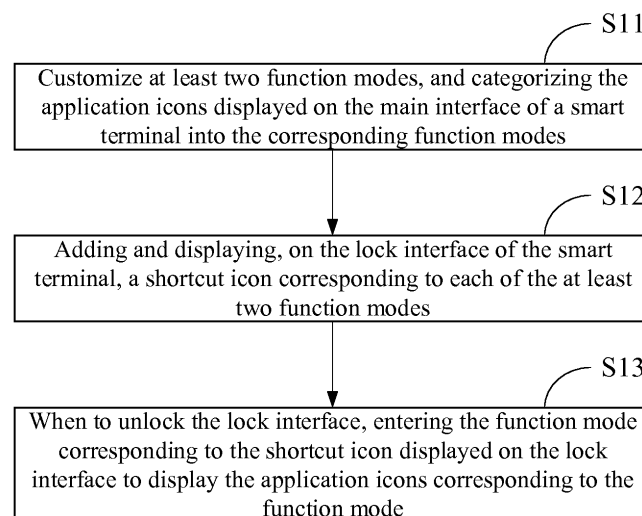 S11
Customize at least two function modes, and categorizing the
application icons displayed on the main interface of a smart
terminal into the corresponding function modes
S12
Adding and displaying, on the lock interface of the smart
terminal, a shortcut icon corresponding to each of the at least
two function modes
S13
When to unlock the lock interface, entering the function mode
corresponding to the shortcut icon displayed on the lock
interface to display the application icons corresponding to the
function mode